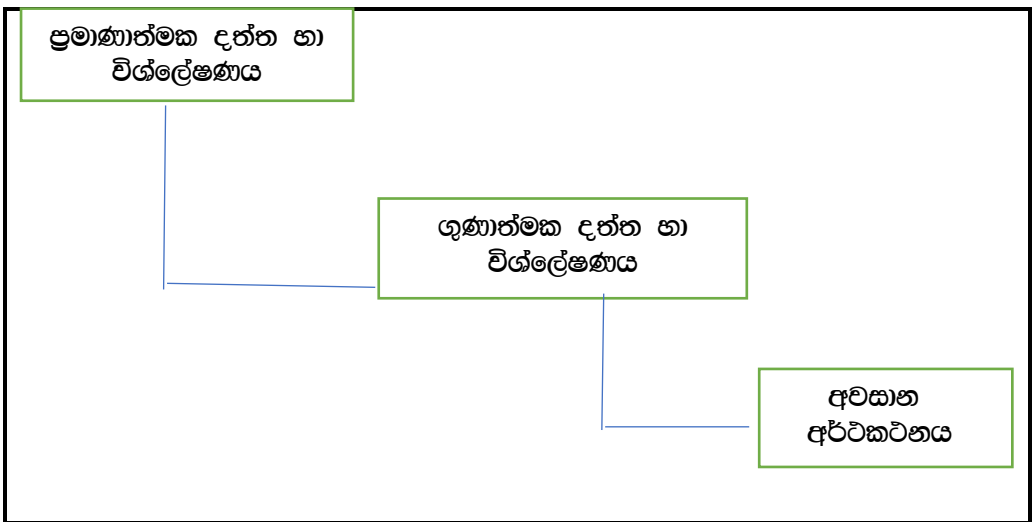 ප්‍රමාණාත්මක දත්ත හා
විශ්ලේෂණය
ගුණාත්මක දත්ත හා
විශ්ලේෂණය
අවසාන
අර්ථකථනය